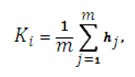 $K_i = \frac{1}{m} \sum_{j=1}^{m} h_j,$